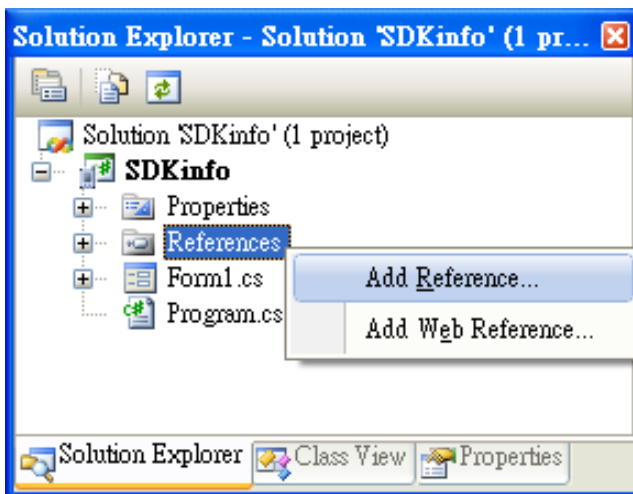 Solution Explorer - Solution 'SDKinfo' (1 pr...
Solution 'SDKinfo' (1 project)
SDKinfo
Properties
References
Form1.cs
Program.cs
Add Reference...
Add Web Reference...
Solution Explorer Class View Properties